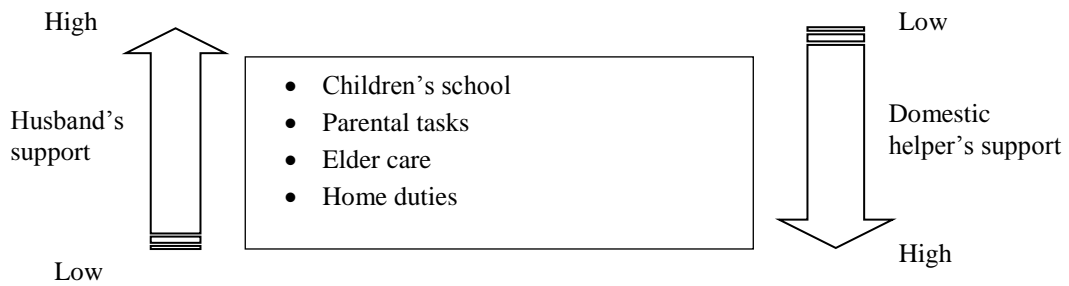 High
Low
• Children’s school
• Parental tasks
• Elder care
• Home duties
Husband’s
support
Domestic
helper’s support
Low
High